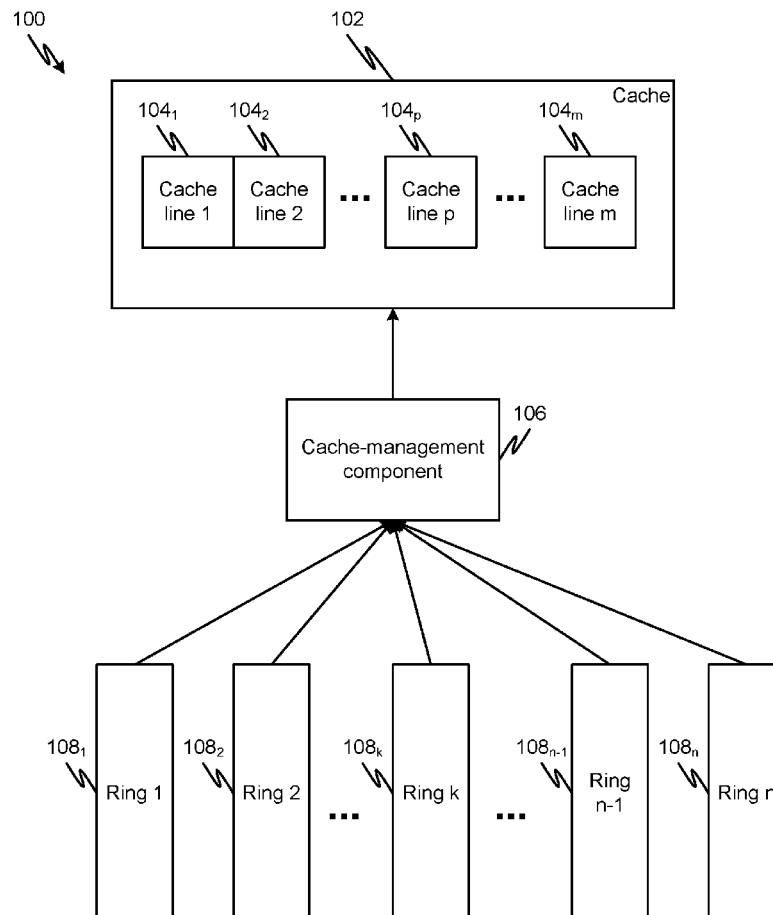 100
102
Cache
104₁
104₂
104ₚ
104ₘ
Cache
line 1
Cache
line 2
...
Cache
line p
...
Cache
line m
106
Cache-management
component
108₁
108₂
108ₖ
108ₙ₋₁
108ₙ
Ring 1
Ring 2
...
Ring k
...
Ring
n-1
Ring n